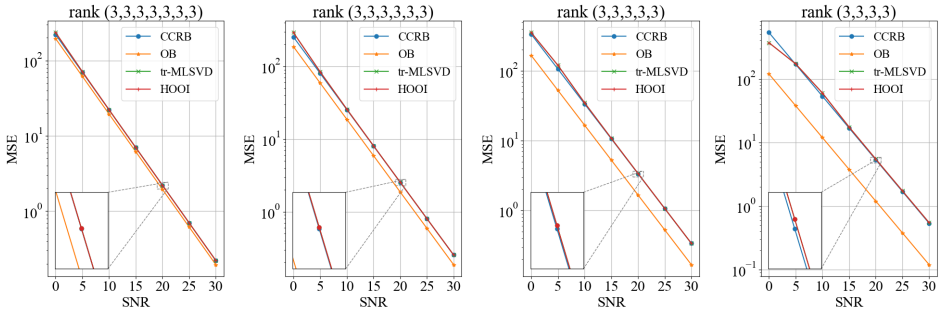 rank (3,3,3,3,3,3,3)
CCRB
OB
tr-MLSVD
HOOI
10²
10¹
10⁰
MSE
0 5 10 15 20 25 30
SNR
rank (3,3,3,3,3,3)
CCRB
OB
tr-MLSVD
HOOI
10²
10¹
10⁰
MSE
0 5 10 15 20 25 30
SNR
rank (3,3,3,3,3)
CCRB
OB
tr-MLSVD
HOOI
10²
10¹
10⁰
MSE
0 5 10 15 20 25 30
SNR
rank (3,3,3,3)
CCRB
OB
tr-MLSVD
HOOI
10²
10¹
10⁰
10⁻¹
MSE
0 5 10 15 20 25 30
SNR